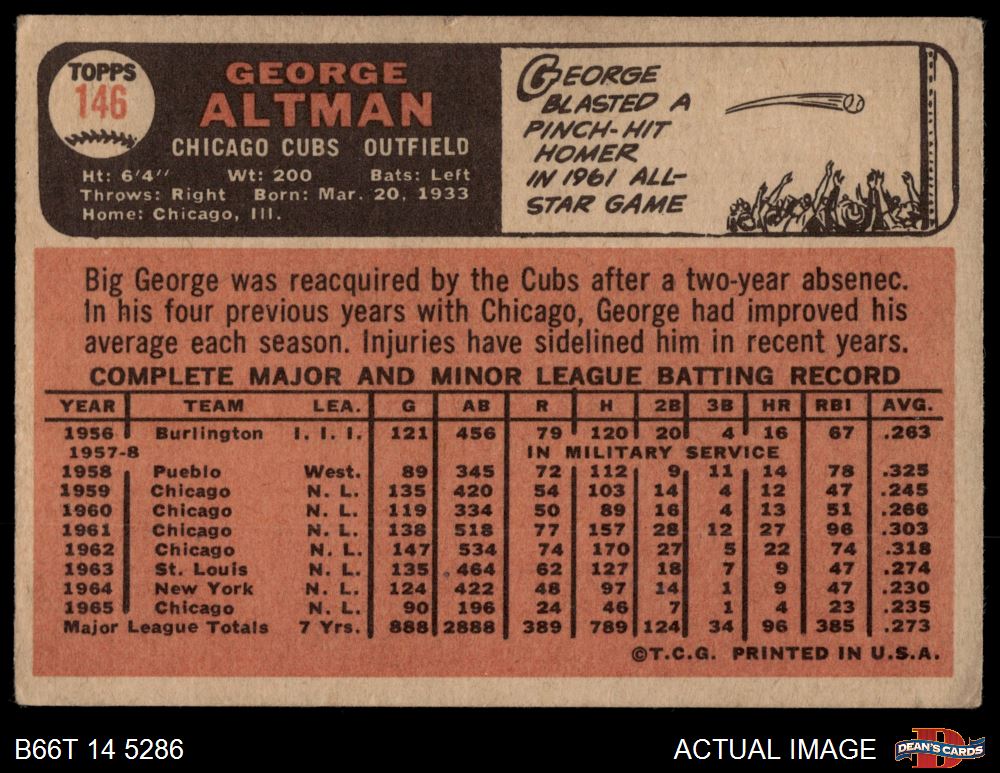 TOPPS
146
GEORGE
ALTMAN
CHICAGO CUBS OUTFIELD
Ht: 6'4" Wt: 200 Bats: Left
Throws: Right Born: Mar. 20, 1933
Home: Chicago, Ill.
GEORGE
BLASTED A
PINCH-HIT
HOMER
IN 1961 ALL-
STAR GAME
Big George was reacquired by the Cubs after a two-year absenec.
In his four previous years with Chicago, George had improved his
average each season. Injuries have sidelined him in recent years.
COMPLETE MAJOR AND MINOR LEAGUE BATTING RECORD
YEAR TEAM LEA. G AB R H 2B 3B HR RBI AVG.
1956 Burlington I. I. I. 121 456 79 120 20 4 16 67 .263
1957-8 IN MILITARY SERVICE
1958 Pueblo West. 89 345 72 112 9 11 14 78 .325
1959 Chicago N. L. 135 420 54 103 14 4 12 47 .245
1960 Chicago N. L. 119 334 50 89 16 4 13 51 .266
1961 Chicago N. L. 138 518 77 157 28 12 27 96 .303
1962 Chicago N. L. 147 534 74 170 27 5 22 74 .318
1963 St. Louis N. L. 135 464 62 127 18 7 9 47 .274
1964 New York N. L. 124 422 48 97 14 1 9 47 .230
1965 Chicago N. L. 90 196 24 46 7 1 4 23 .235
Major League Totals 7 Yrs. 888 2888 389 789 124 34 96 385 .273
©T.C.G. PRINTED IN U.S.A.
B66T 14 5286
ACTUAL IMAGE
D
DEAN'S CARDS